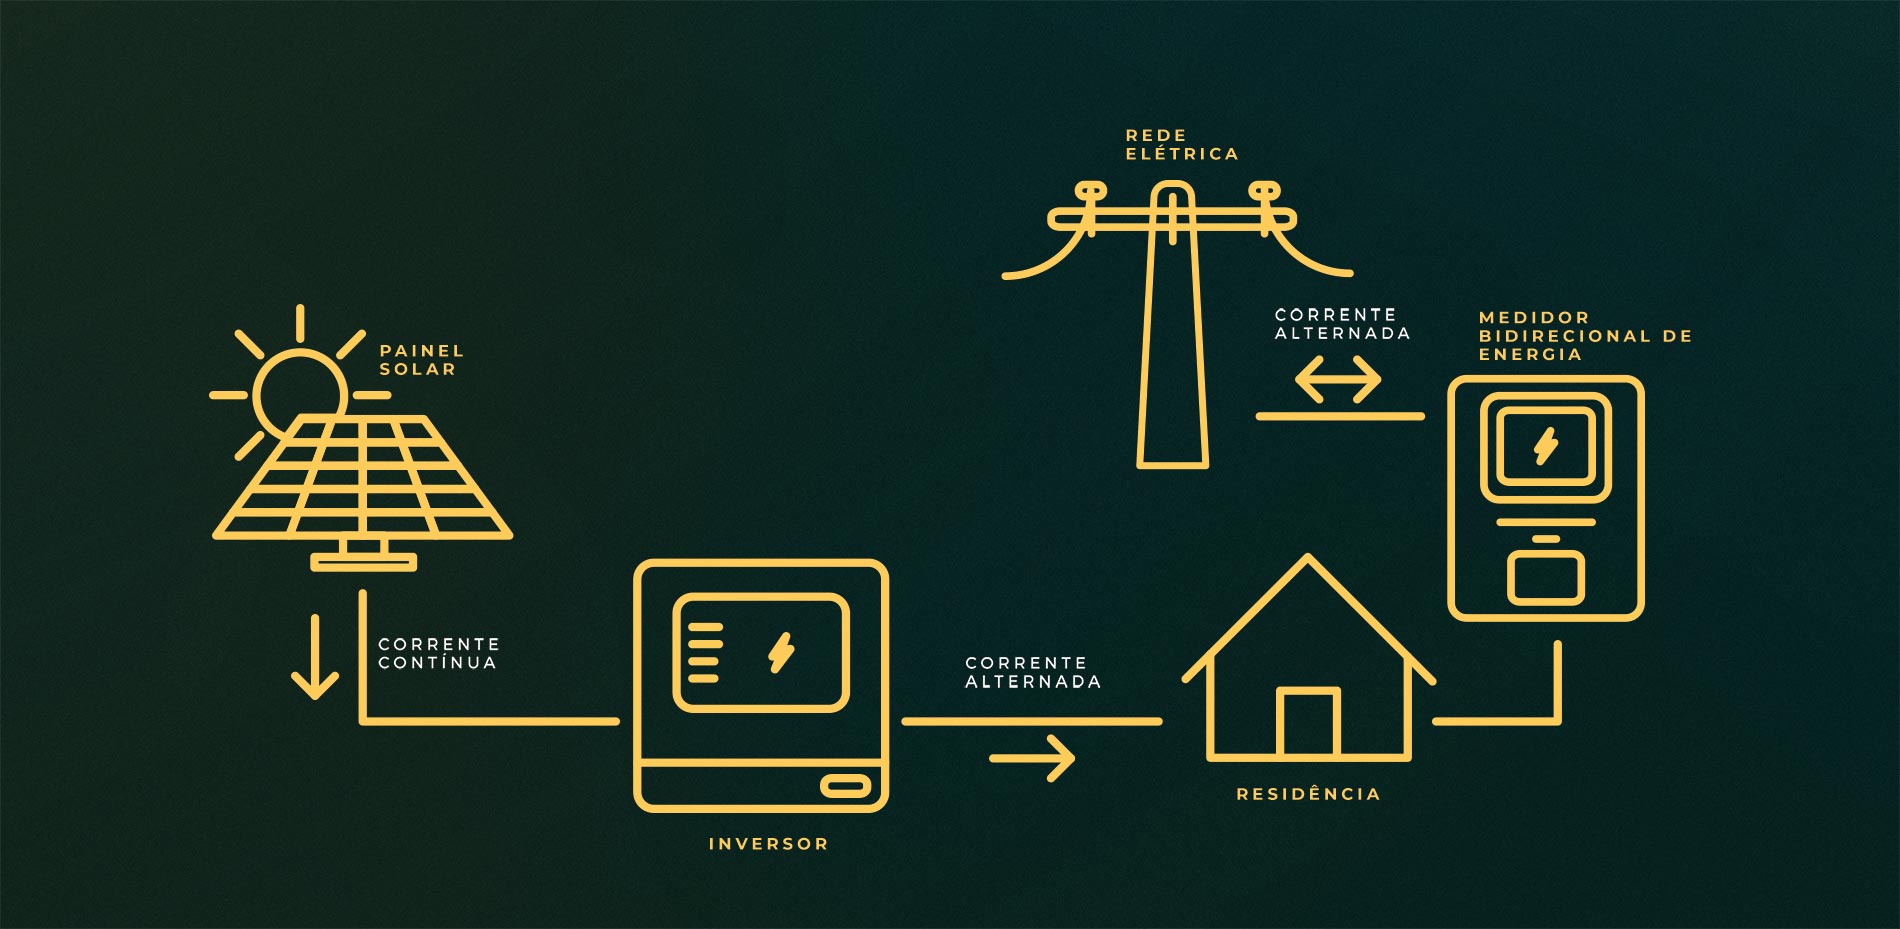 REDE
ELÉTRICA
CORRENTE
ALTERNADA
MEDIDOR
BIDIRECIONAL DE
ENERGIA
PAINEL
SOLAR
CORRENTE
CONTÍNUA
CORRENTE
ALTERNADA
RESIDÊNCIA
INVERSOR